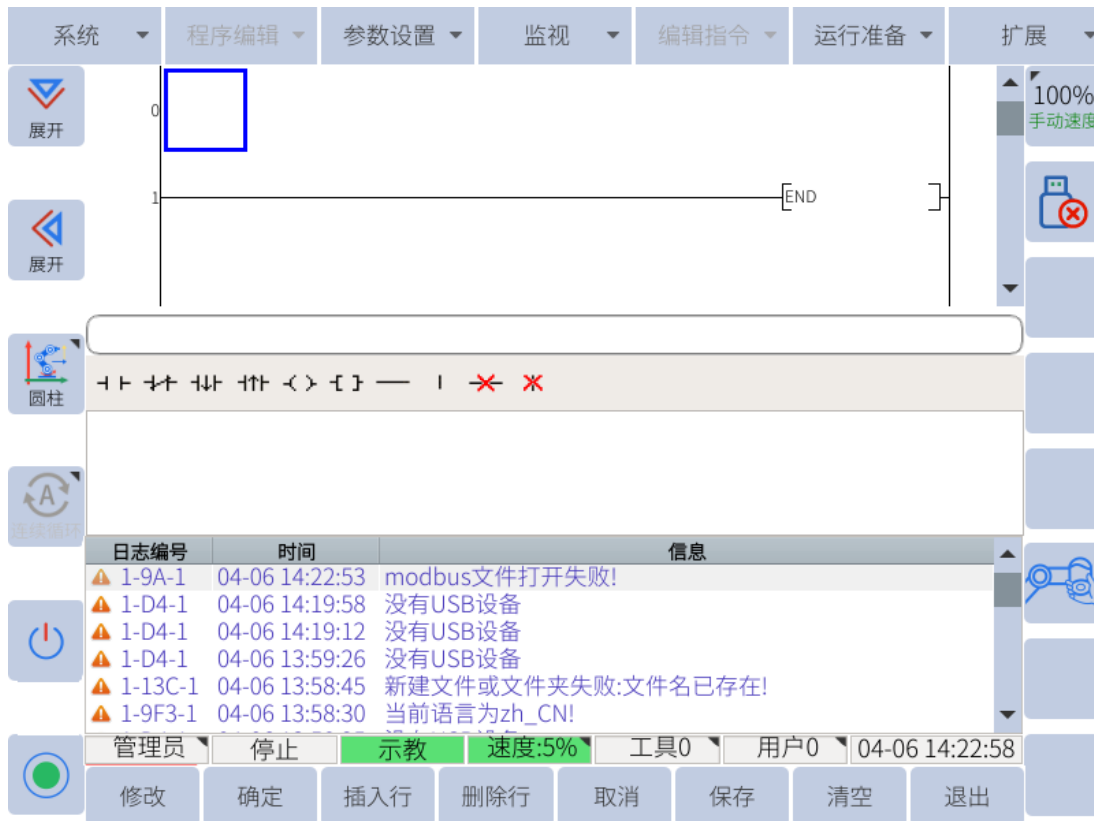 系统 程序编辑 参数设置 监视 编辑指令 运行准备 扩展
展开
100%
手动速度
0
1 END
展开
圆柱
连续循环
日志编号 时间 信息
1-9A-1 04-06 14:22:53 modbus文件打开失败!
1-D4-1 04-06 14:19:58 没有USB设备
1-D4-1 04-06 14:19:12 没有USB设备
1-D4-1 04-06 13:59:26 没有USB设备
1-13C-1 04-06 13:58:45 新建文件或文件夹失败:文件名已存在!
1-9F3-1 04-06 13:58:30 当前语言为zh_CN!
管理员 停止 示教 速度:5% 工具0 用户0 04-06 14:22:58
修改 确定 插入行 删除行 取消 保存 清空 退出